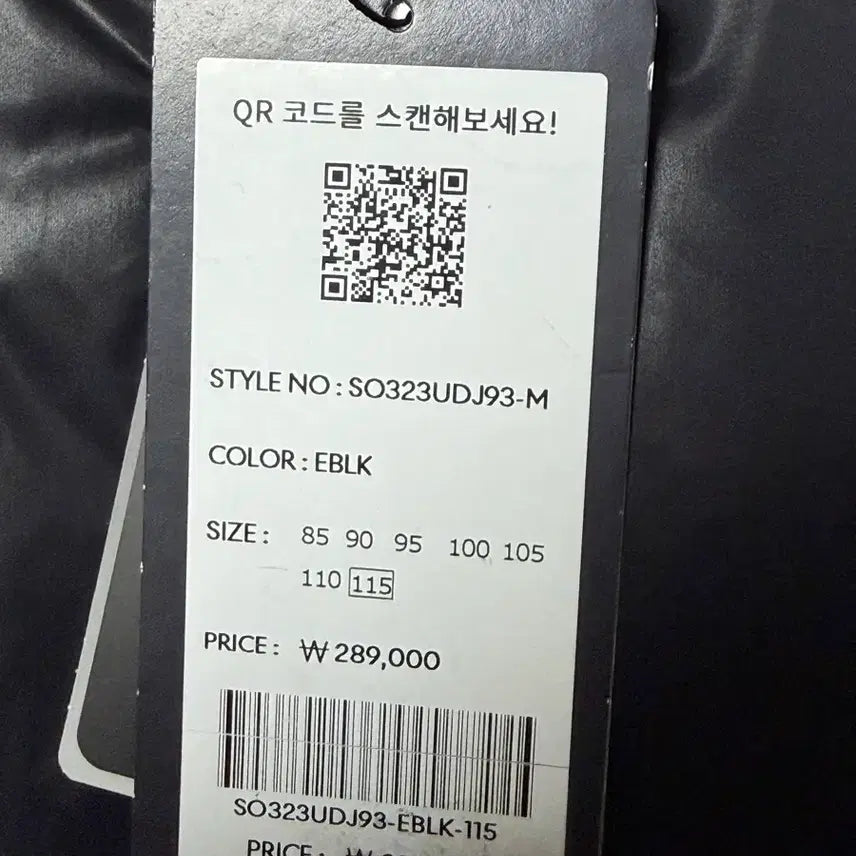 QR 코드를 스캔해보세요!
STYLE NO : SO323UDJ93-M
COLOR : EBLK
SIZE : 85 90 95 100 105
110 115
PRICE : ₩ 289,000
SO323UDJ93-EBLK-115
PRICE : ₩